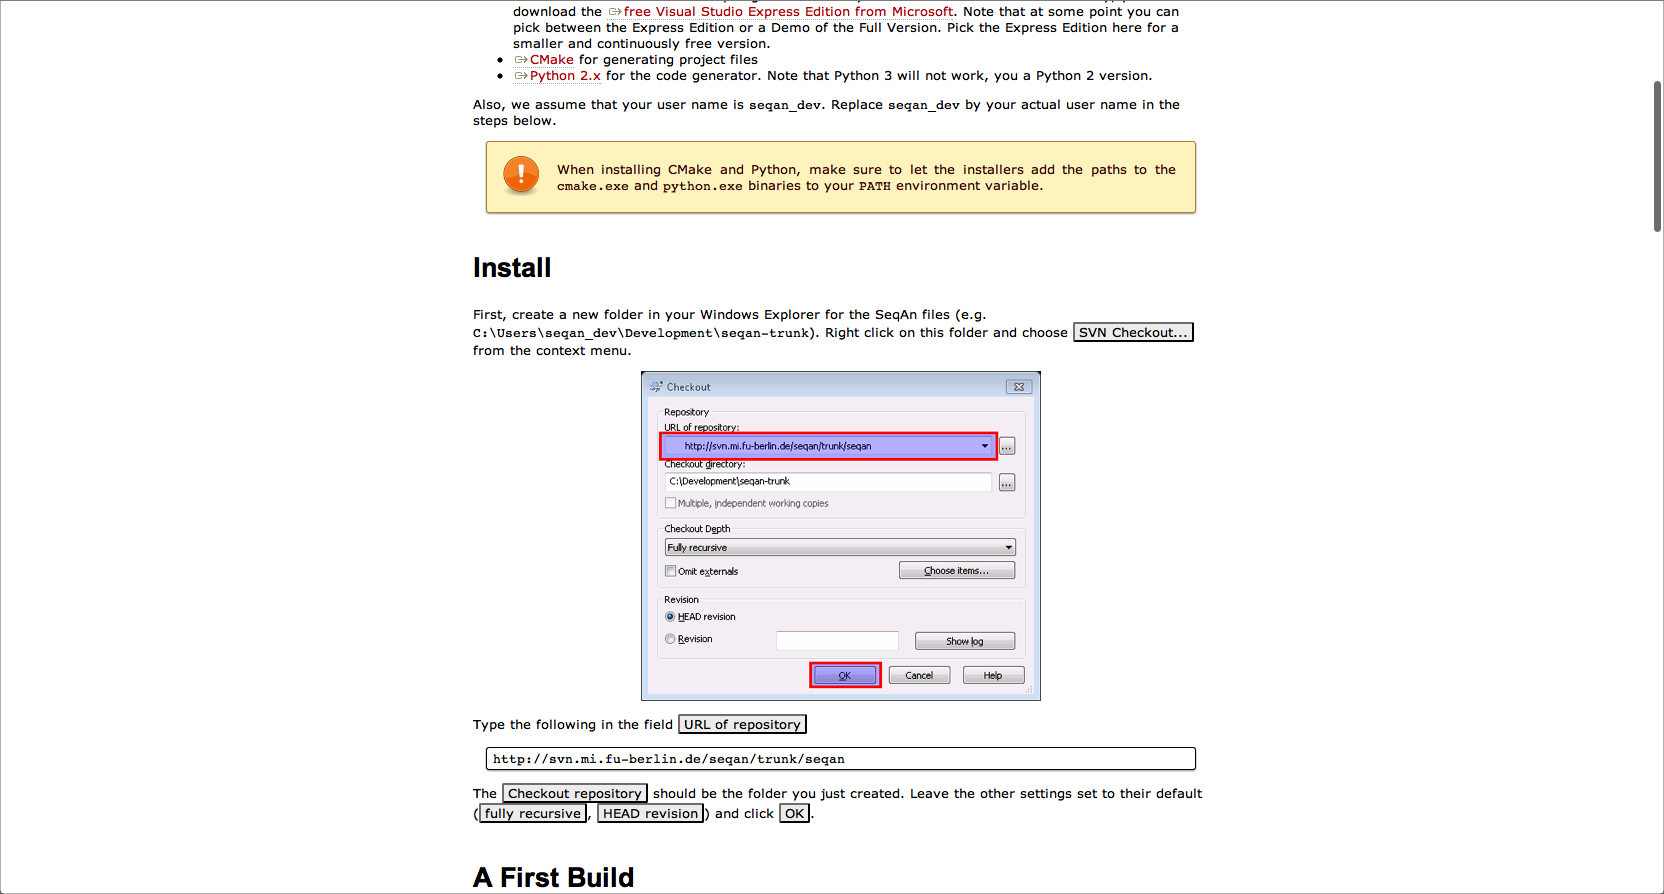 download the free Visual Studio Express Edition from Microsoft. Note that at some point you can
pick between the Express Edition or a Demo of the Full Version. Pick the Express Edition here for a
smaller and continuously free version.
• CMake for generating project files
• Python 2.x for the code generator. Note that Python 3 will not work, you a Python 2 version.
Also, we assume that your user name is seqan_dev. Replace seqan_dev by your actual user name in the
steps below.
When installing CMake and Python, make sure to let the installers add the paths to the
cmake.exe and python.exe binaries to your PATH environment variable.
Install
First, create a new folder in your Windows Explorer for the SeqAn files (e.g.
C:\Users\seqan_dev\Development\seqan-trunk). Right click on this folder and choose SVN Checkout...
from the context menu.
Checkout
Repository
URL of repository:
http://svn.mi.fu-berlin.de/seqan/trunk/seqan
...
Checkout directory:
C:\Development\seqan-trunk
...
Multiple, independent working copies
Checkout Depth
Fully recursive
Omit externals
Choose items...
Revision
HEAD revision
Revision
Show log
OK Cancel Help
Type the following in the field URL of repository
http://svn.mi.fu-berlin.de/seqan/trunk/seqan
The Checkout repository should be the folder you just created. Leave the other settings set to their default
(fully recursive, HEAD revision) and click OK.
A First Build